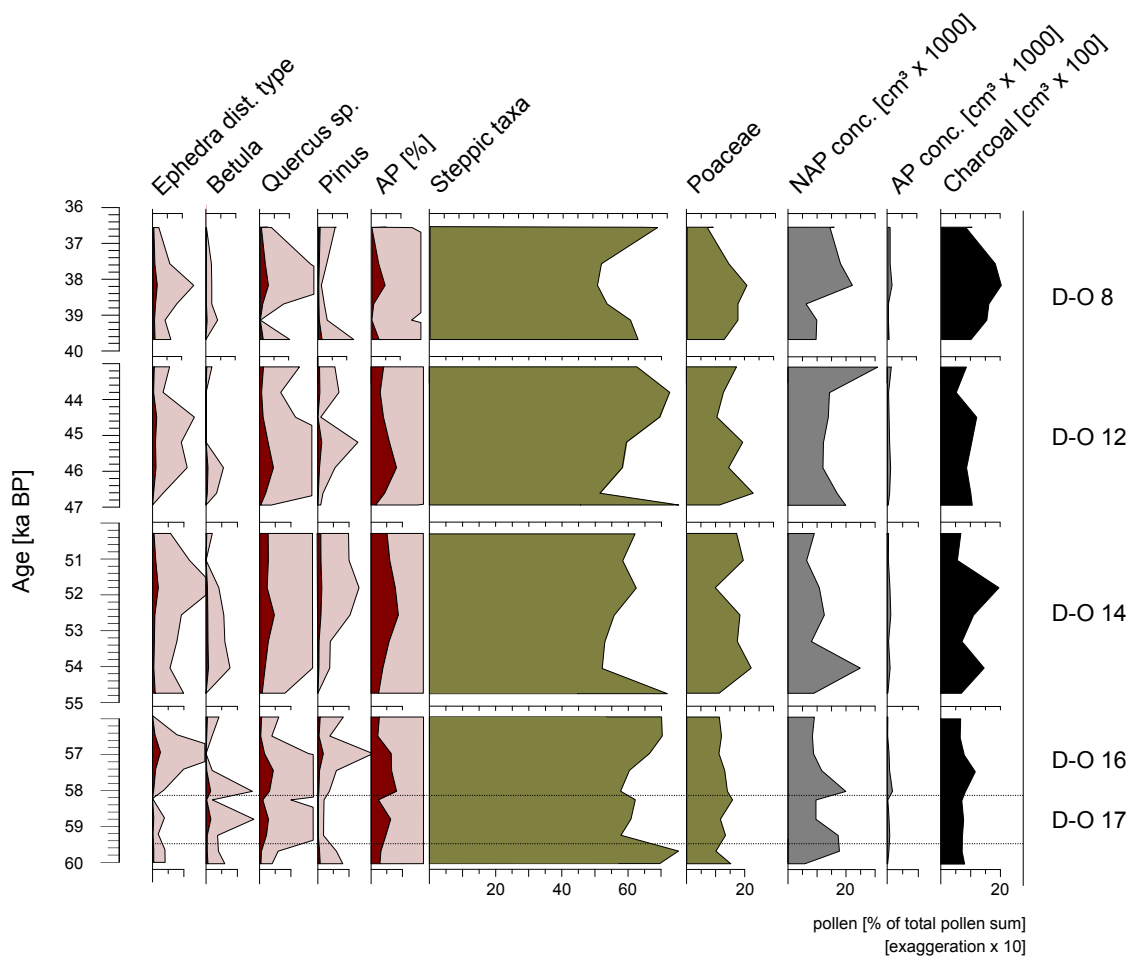 Ephedra dist. type
Betula
Quercus sp.
Pinus
AP [%]
Steppic taxa
Poaceae
NAP conc. [cm³ x 1000]
AP conc. [cm³ x 1000]
Charcoal [cm³ x 100]
Age [ka BP]
36
37
38
39
40
D-O 8
44
45
46
47
D-O 12
51
52
53
54
55
D-O 14
57
58
59
60
D-O 16
D-O 17
20 40 60 20 20 20
pollen [% of total pollen sum]
[exaggeration x 10]